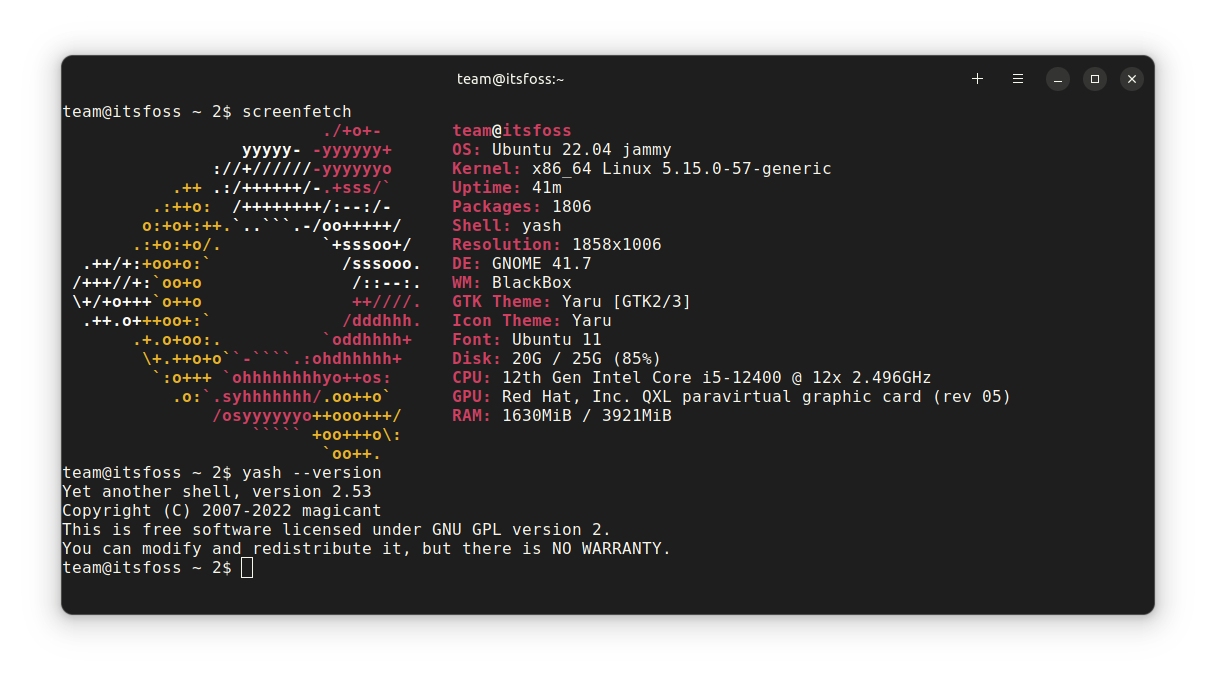 team@itsfoss:~
team@itsfoss ~ 2$ screenfetch
                          ./+o+-       team@itsfoss
                  yyyyy- -yyyyyy+      OS: Ubuntu 22.04 jammy
               ://+//////-yyyyyyo      Kernel: x86_64 Linux 5.15.0-57-generic
           .++ .:/++++++/-.+sss/`      Uptime: 41m
         .:++o:  /++++++++/:--:/-      Packages: 1806
        o:+o+:++.`..```.-/oo+++++/     Shell: yash
       .:+o:+o/.          `+sssoo+/    Resolution: 1858x1006
  .++/+:+oo+o:`             /sssooo.   DE: GNOME 41.7
 /+++//+:`oo+o               /::--:.   WM: BlackBox
 \+/+o+++`o++o               ++////.   GTK Theme: Yaru [GTK2/3]
  .++.o+++oo+:`             /dddhhh.   Icon Theme: Yaru
       .+.o+oo:.          `oddhhhh+    Font: Ubuntu 11
        \+.++o+o``-````.:ohdhhhhh+     Disk: 20G / 25G (85%)
         `:o+++ `ohhhhhhhhyo++os:      CPU: 12th Gen Intel Core i5-12400 @ 12x 2.496GHz
           .o:`.syhhhhhhh/.oo++o`      GPU: Red Hat, Inc. QXL paravirtual graphic card (rev 05)
               /osyyyyyyo++ooo+++/     RAM: 1630MiB / 3921MiB
                   ````` +oo+++o\:
                          `oo++.
team@itsfoss ~ 2$ yash --version
Yet another shell, version 2.53
Copyright (C) 2007-2022 magicant
This is free software licensed under GNU GPL version 2.
You can modify and redistribute it, but there is NO WARRANTY.
team@itsfoss ~ 2$